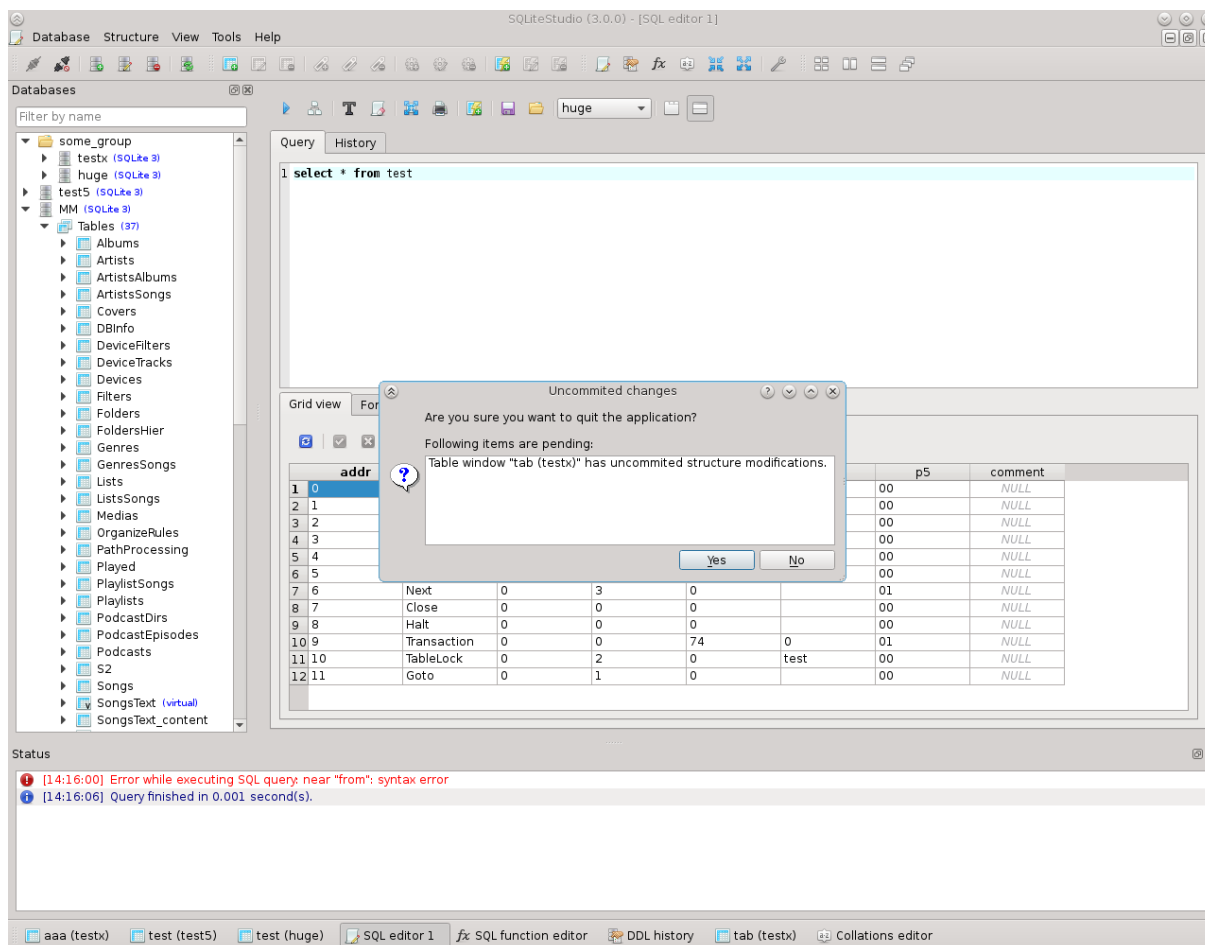 SQLiteStudio (3.0.0) - [SQL editor 1]
Database Structure View Tools Help
Databases
Filter by name
some_group
testx (SQLite 3)
huge (SQLite 3)
test5 (SQLite 3)
MM (SQLite 3)
Tables (37)
Albums
Artists
ArtistsAlbums
ArtistsSongs
Covers
DBInfo
DeviceFilters
DeviceTracks
Devices
Filters
Folders
FoldersHier
Genres
GenresSongs
Lists
ListsSongs
Medias
OrganizeRules
PathProcessing
Played
PlaylistSongs
Playlists
PodcastDirs
PodcastEpisodes
Podcasts
S2
Songs
SongsText (virtual)
SongsText_content
huge
Query History
1 select * from test
Grid view For
Uncommited changes
Are you sure you want to quit the application?
Following items are pending:
Table window "tab (testx)" has uncommited structure modifications.
Yes No
addr p5 comment
1 0 00 NULL
2 1 00 NULL
3 2 00 NULL
4 3 00 NULL
5 4 00 NULL
6 5 00 NULL
7 6 Next 0 3 0 01 NULL
8 7 Close 0 0 0 00 NULL
9 8 Halt 0 0 0 00 NULL
10 9 Transaction 0 0 74 0 01 NULL
11 10 TableLock 0 2 0 test 00 NULL
12 11 Goto 0 1 0 00 NULL
Status
[14:16:00] Error while executing SQL query: near "from": syntax error
[14:16:06] Query finished in 0.001 second(s).
aaa (testx) test (test5) test (huge) SQL editor 1 fx SQL function editor DDL history tab (testx) Collations editor